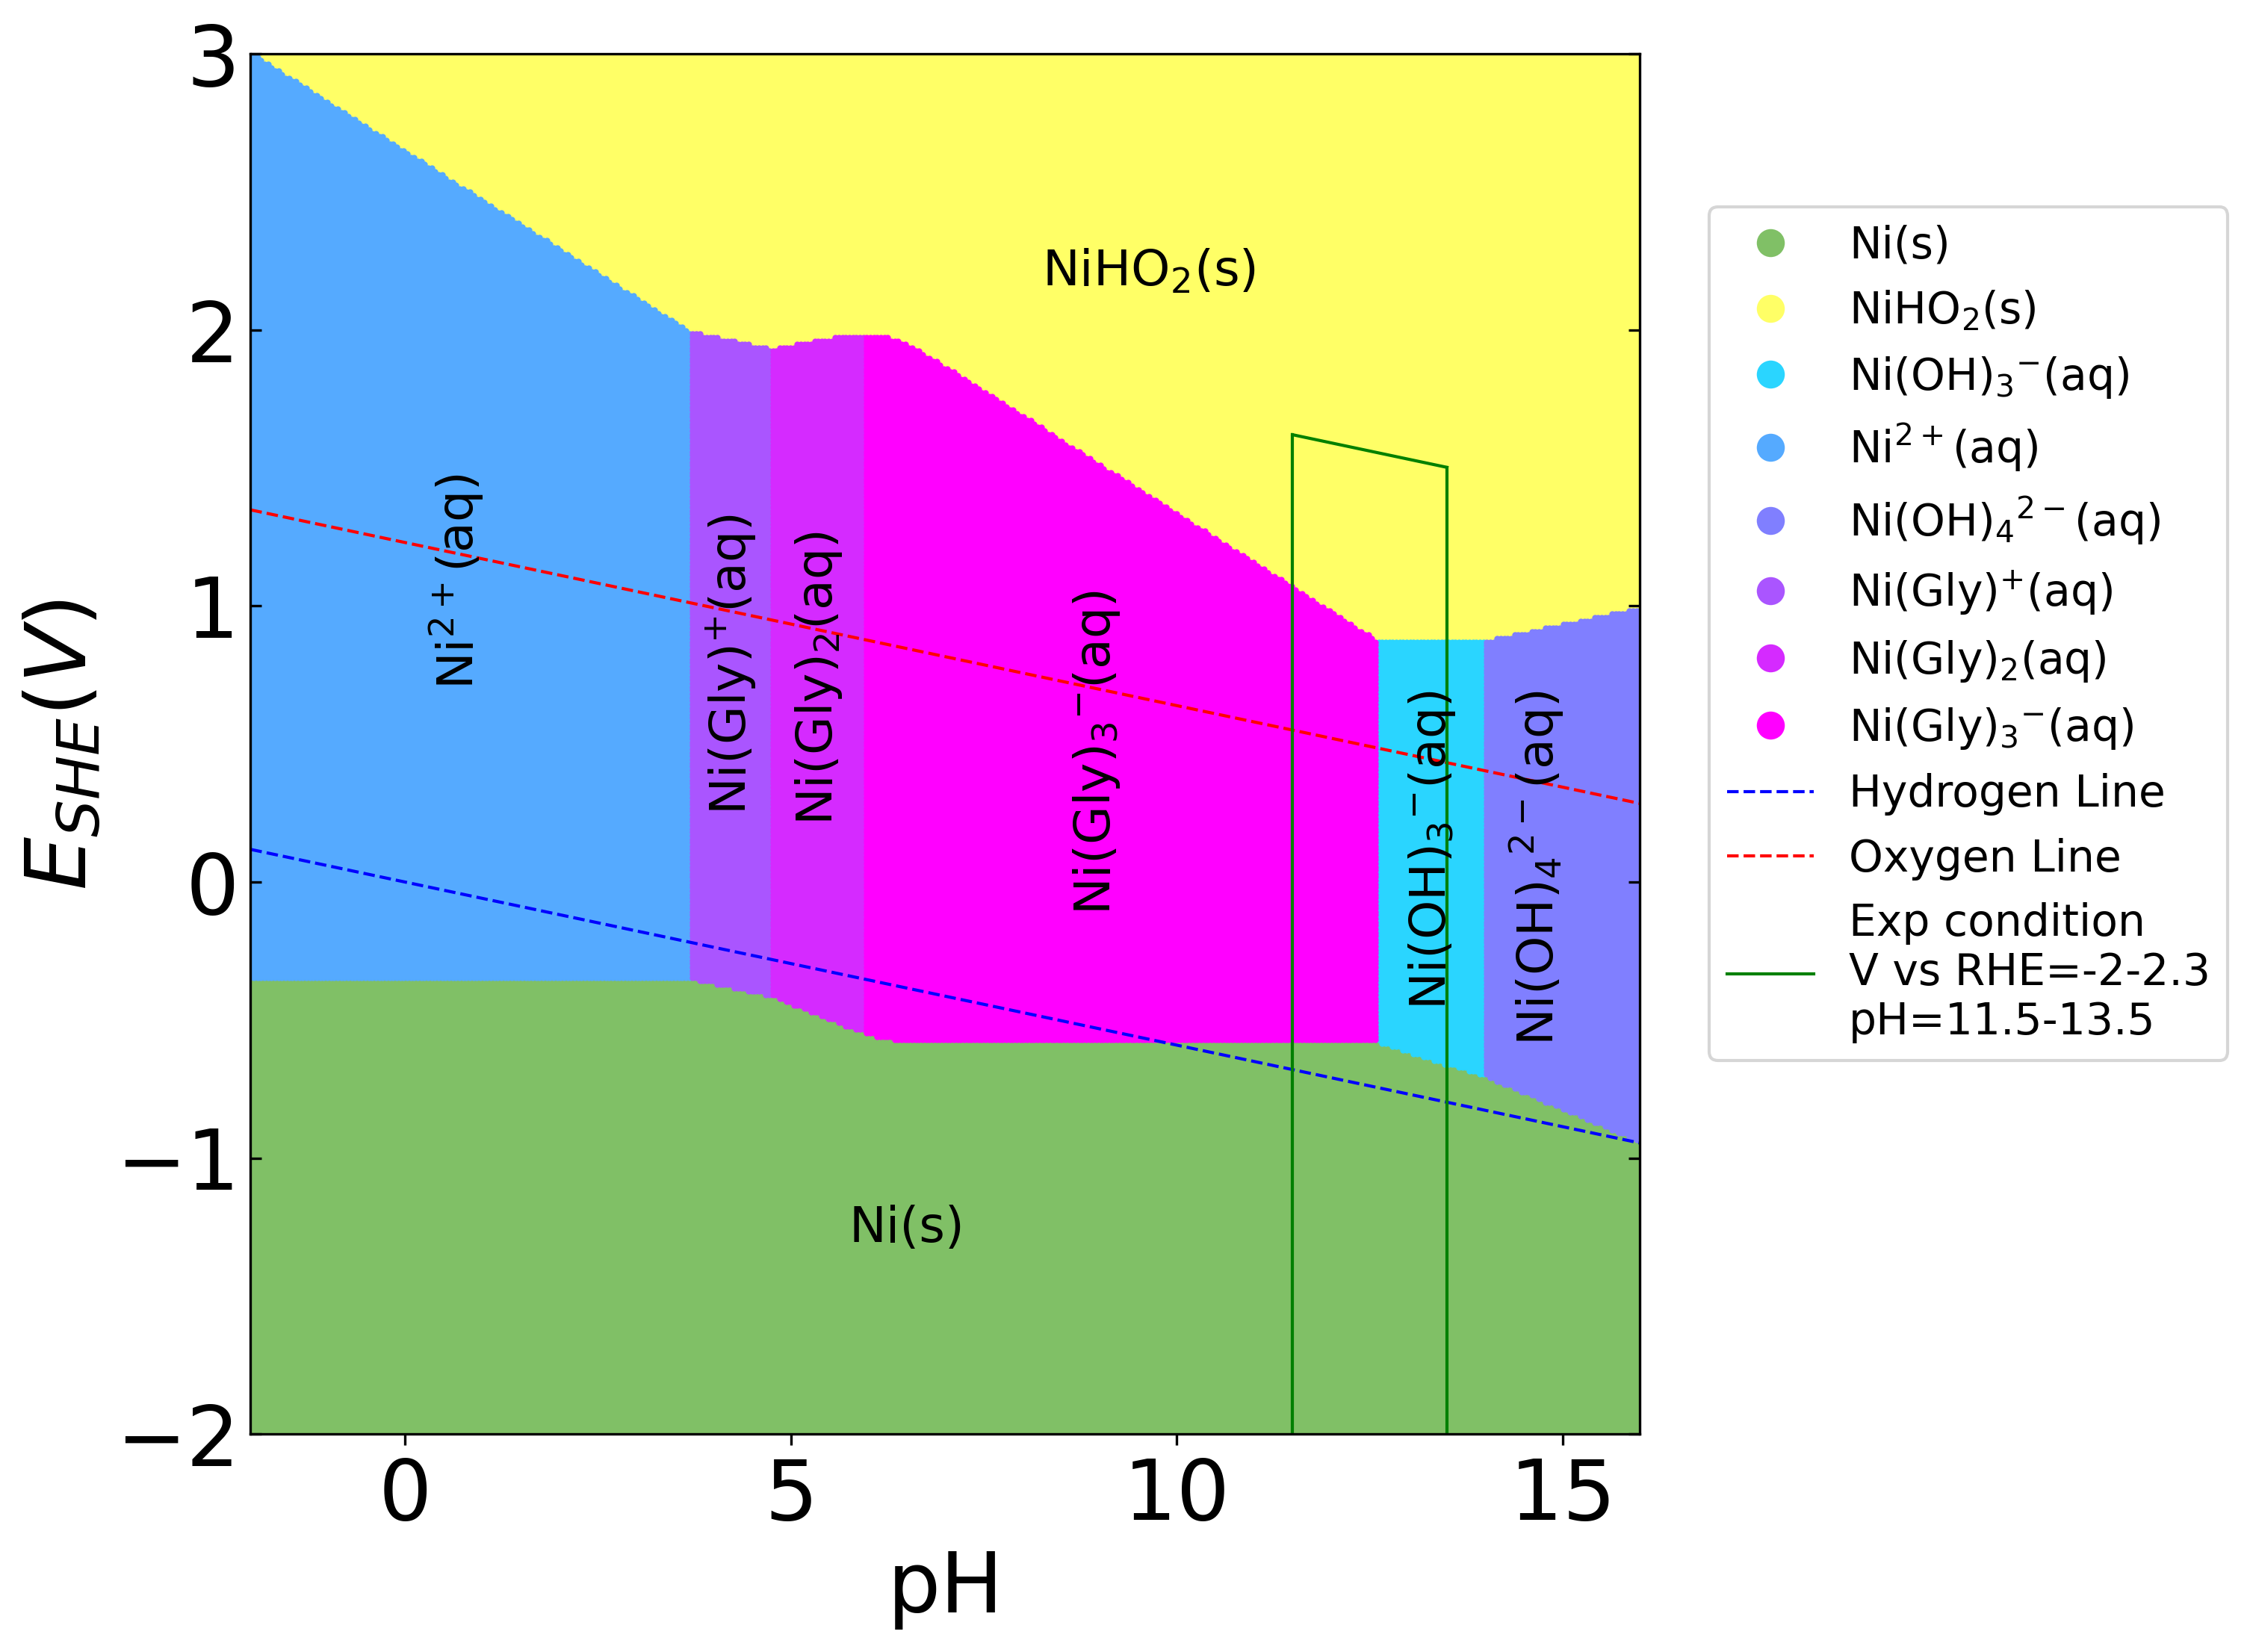 3
2
1
0
−1
−2
E_SHE(V)
0
5
10
15
pH
NiHO₂(s)
Ni²⁺(aq)
Ni(Gly)⁺(aq)
Ni(Gly)₂(aq)
Ni(Gly)₃⁻(aq)
Ni(OH)₃⁻(aq)
Ni(OH)₄²⁻(aq)
Ni(s)
Ni(s)
NiHO₂(s)
Ni(OH)₃⁻(aq)
Ni²⁺(aq)
Ni(OH)₄²⁻(aq)
Ni(Gly)⁺(aq)
Ni(Gly)₂(aq)
Ni(Gly)₃⁻(aq)
Hydrogen Line
Oxygen Line
Exp condition
V vs RHE=-2-2.3
pH=11.5-13.5